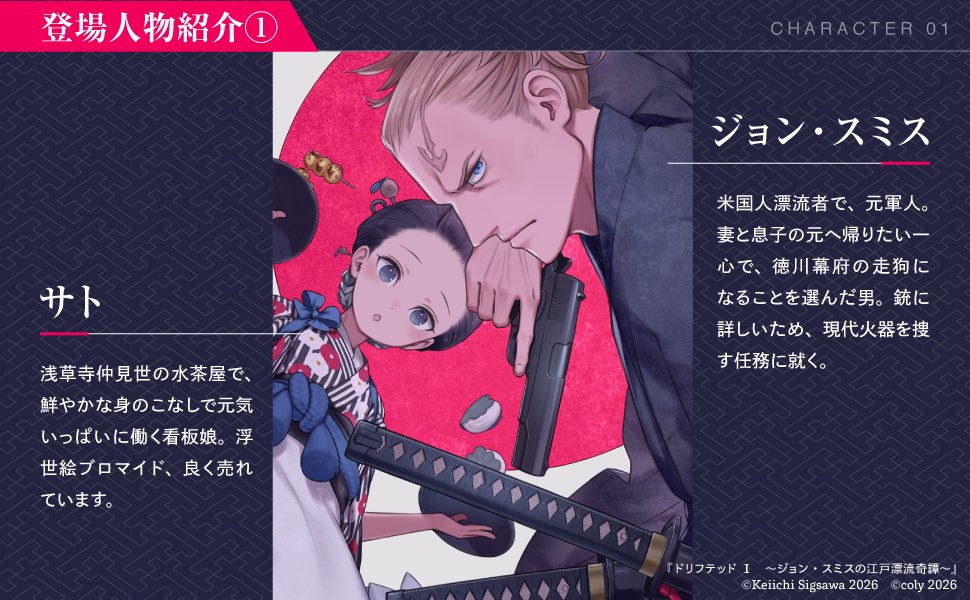 登場人物紹介①
CHARACTER 01
ジョン・スミス
米国人漂流者で、元軍人。
妻と息子の元へ帰りたい一
心で、徳川幕府の走狗に
なることを選んだ男。銃に
詳しいため、現代火器を捜
す任務に就く。
サト
浅草寺仲見世の水茶屋で、
鮮やかな身のこなしで元気
いっぱいに働く看板娘。浮
世絵ブロマイド、良く売れ
ています。
『ドリフテッド Ⅰ　～ジョン・スミスの江戸漂流奇譚～』
©Keiichi Sigsawa 2026　©coly 2026